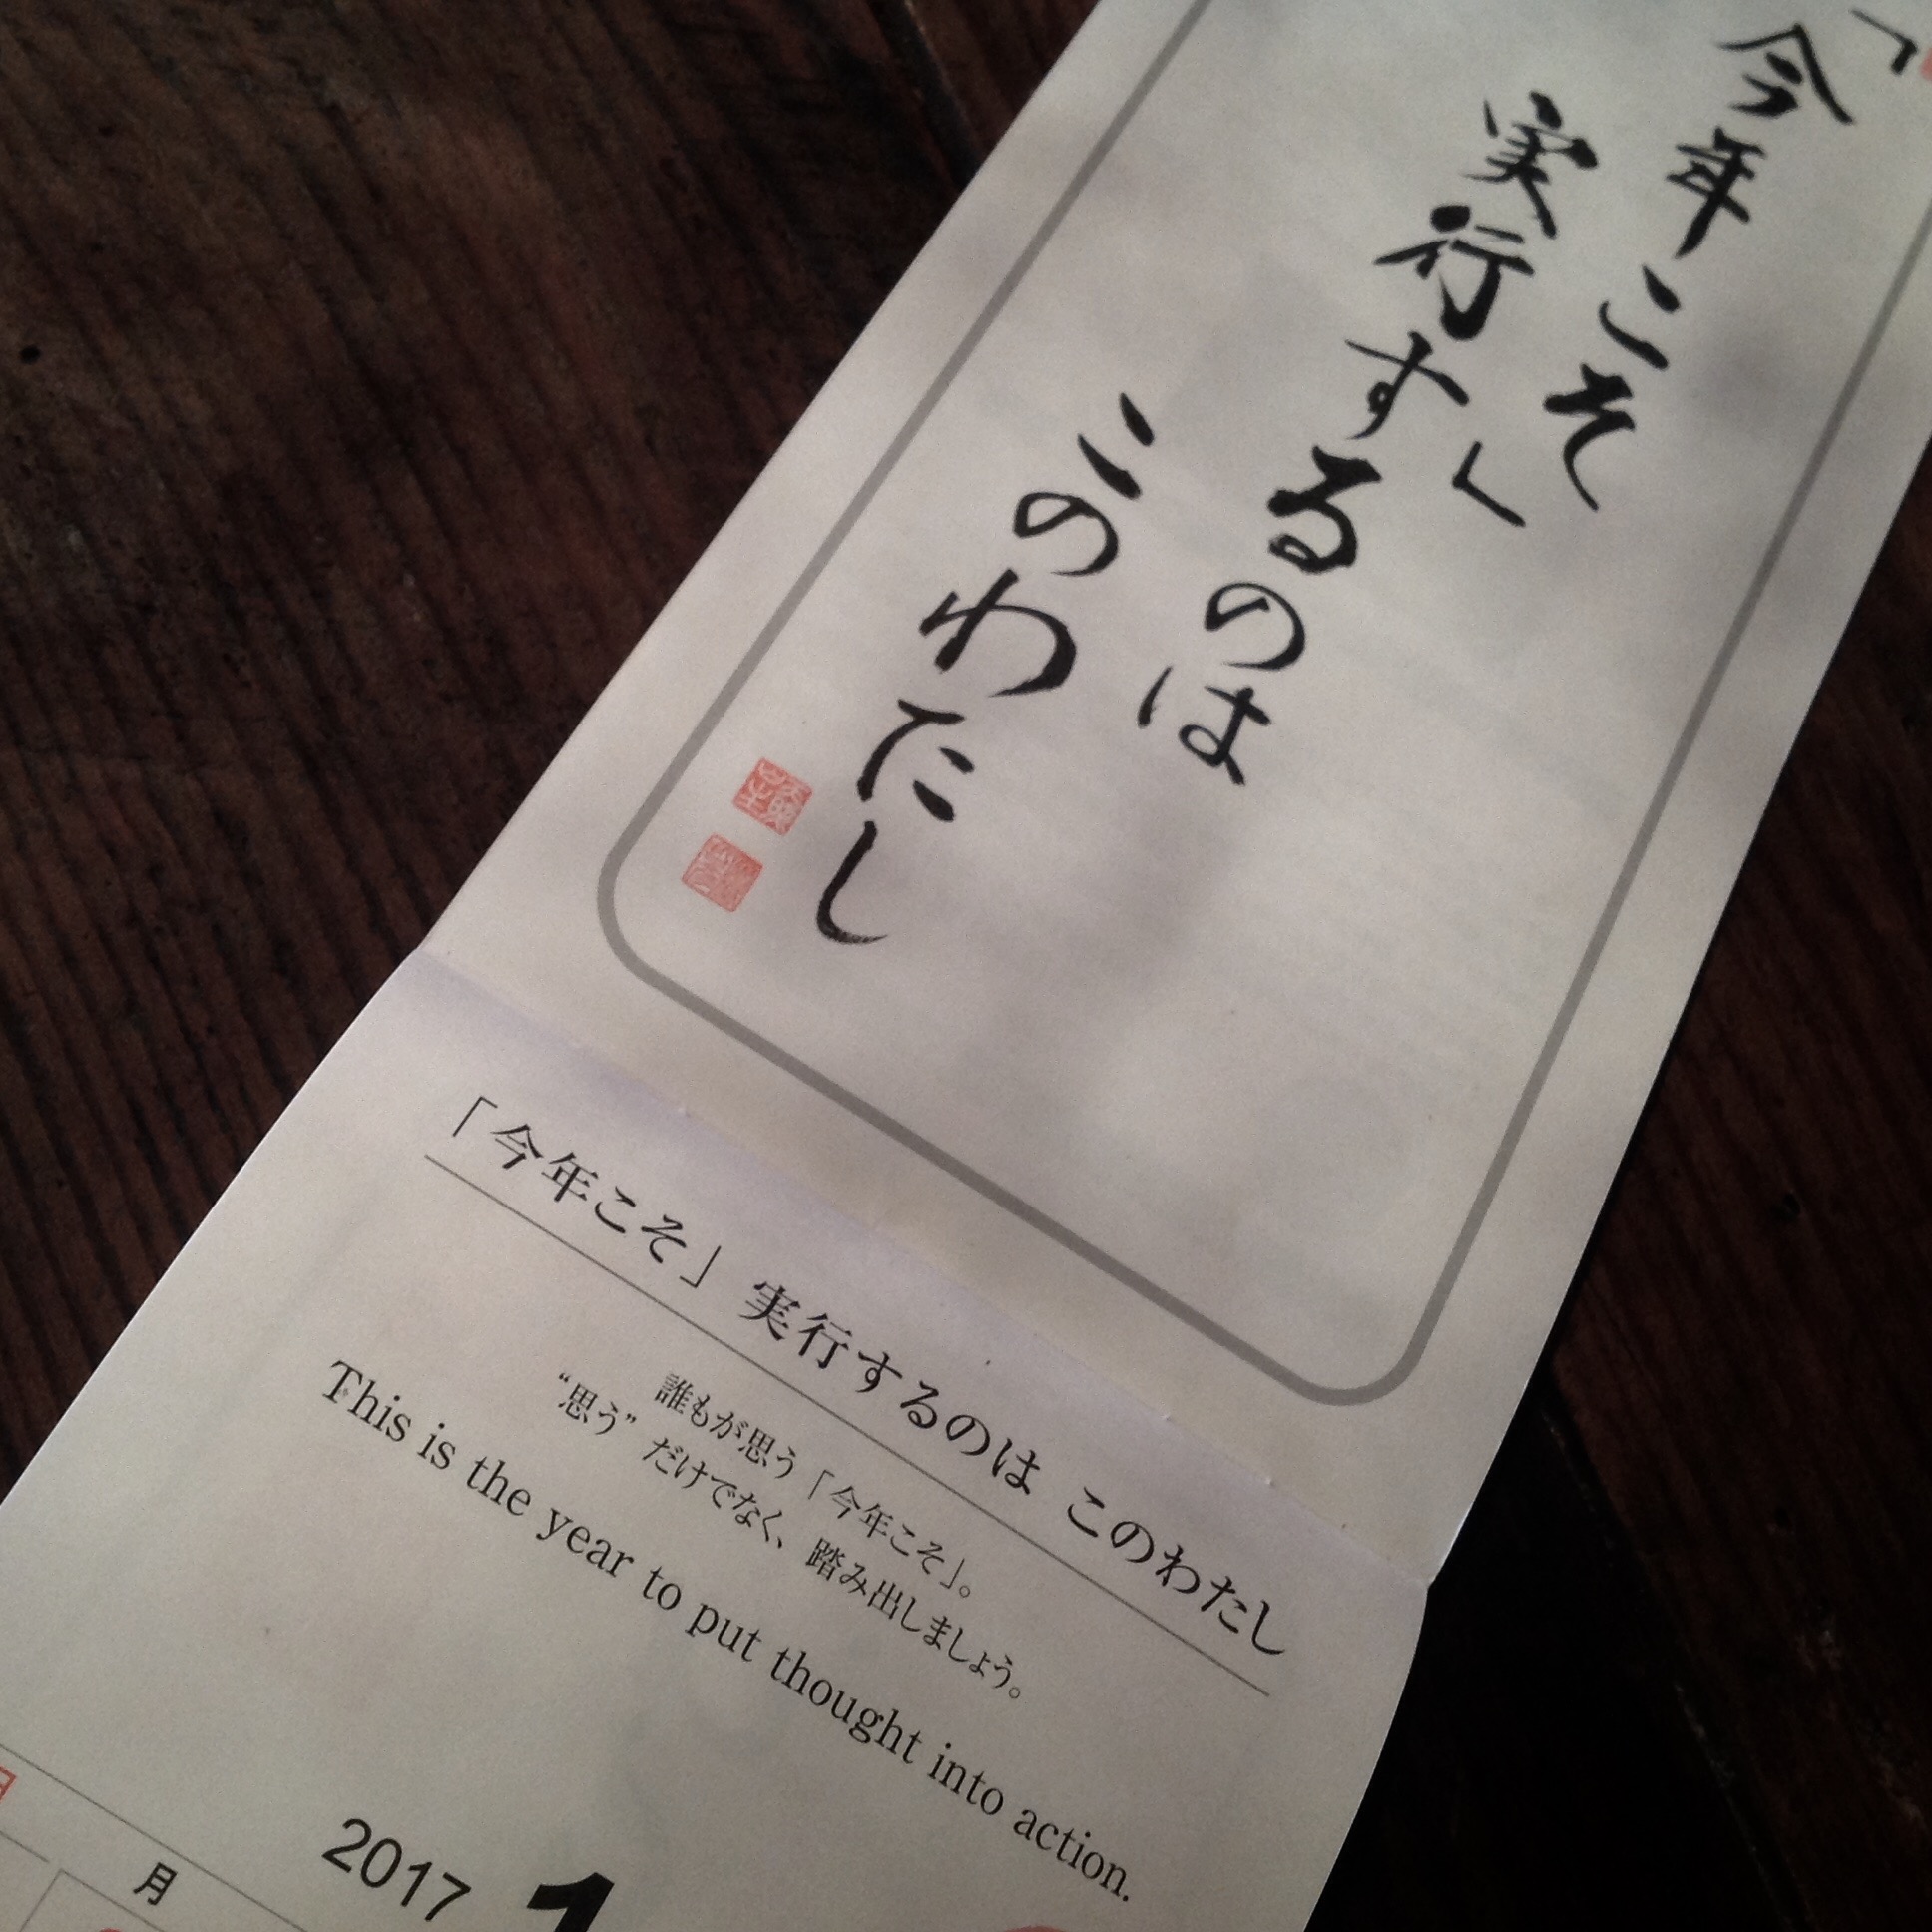 「今年こそ」
実行するのは
このわたし
「今年こそ」 実行するのは このわたし
誰もが思う「今年こそ」。
“思う” だけでなく、踏み出しましょう。
This is the year to put thought into action.
2017 1
月